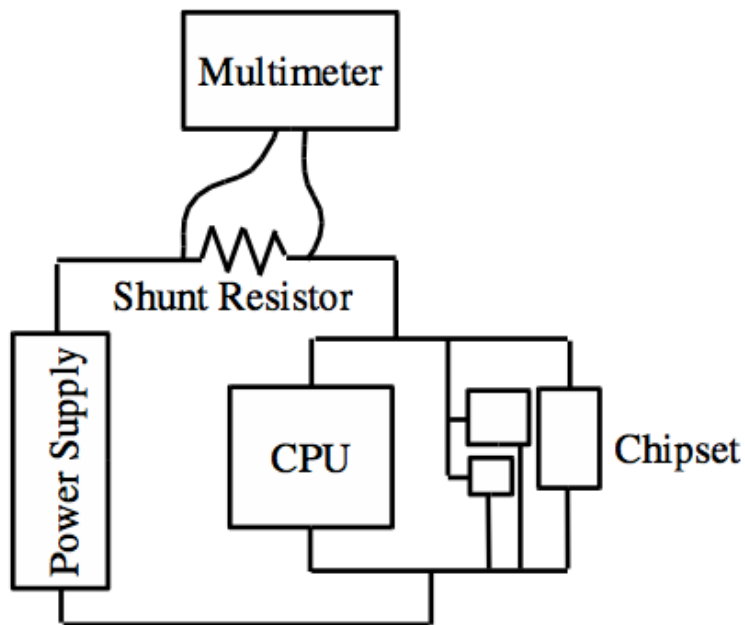 Multimeter
Shunt Resistor
Power Supply
CPU
Chipset